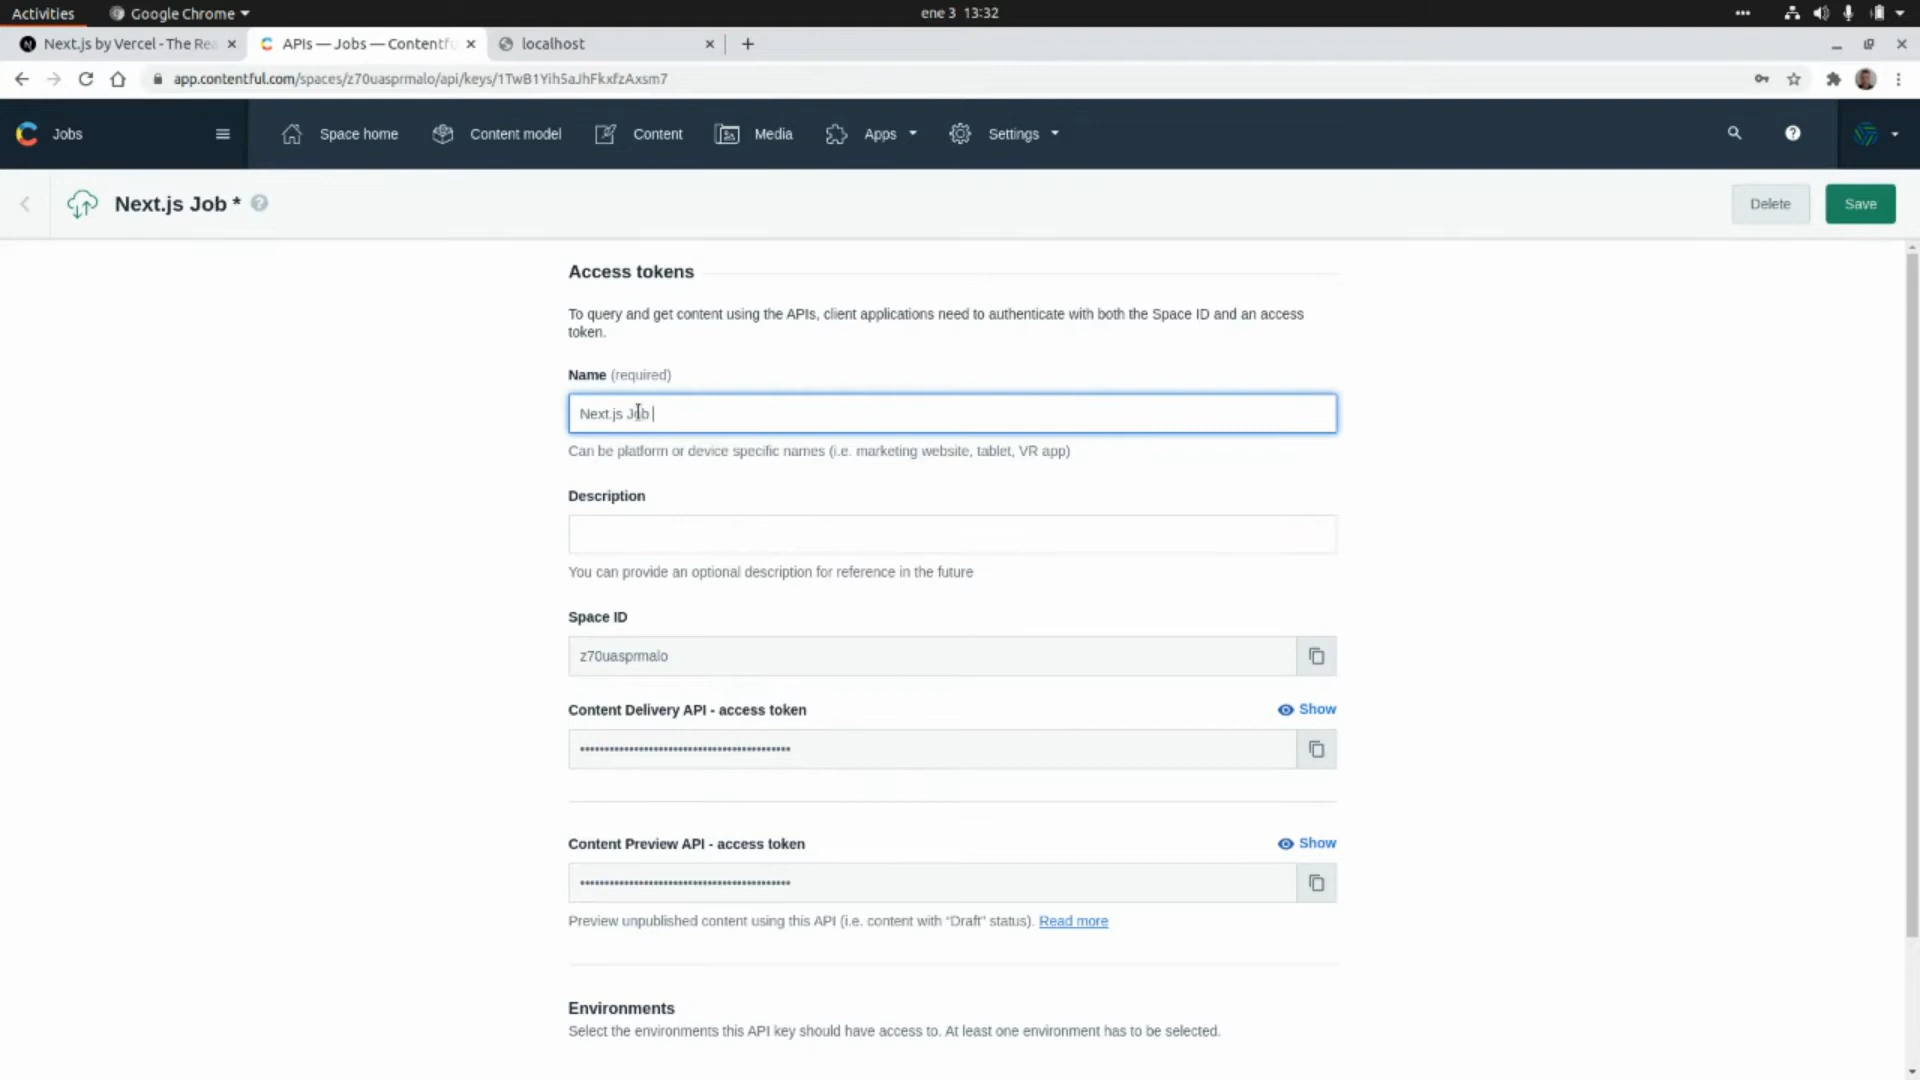 Activities
Google Chrome
ene 3 13:32
Next.js by Vercel - The Rea
APIs — Jobs — Contentfu
localhost
app.contentful.com/spaces/z70uasprmalo/api/keys/1TwB1Yih5aJhFkxfzAxsm7
Jobs
Space home
Content model
Content
Media
Apps
Settings
Next.js Job *
Delete
Save
Access tokens
To query and get content using the APIs, client applications need to authenticate with both the Space ID and an access
token.
Name (required)
Next.js Job
Can be platform or device specific names (i.e. marketing website, tablet, VR app)
Description
You can provide an optional description for reference in the future
Space ID
z70uasprmalo
Content Delivery API - access token
Show
Content Preview API - access token
Show
Preview unpublished content using this API (i.e. content with “Draft” status). Read more
Environments
Select the environments this API key should have access to. At least one environment has to be selected.